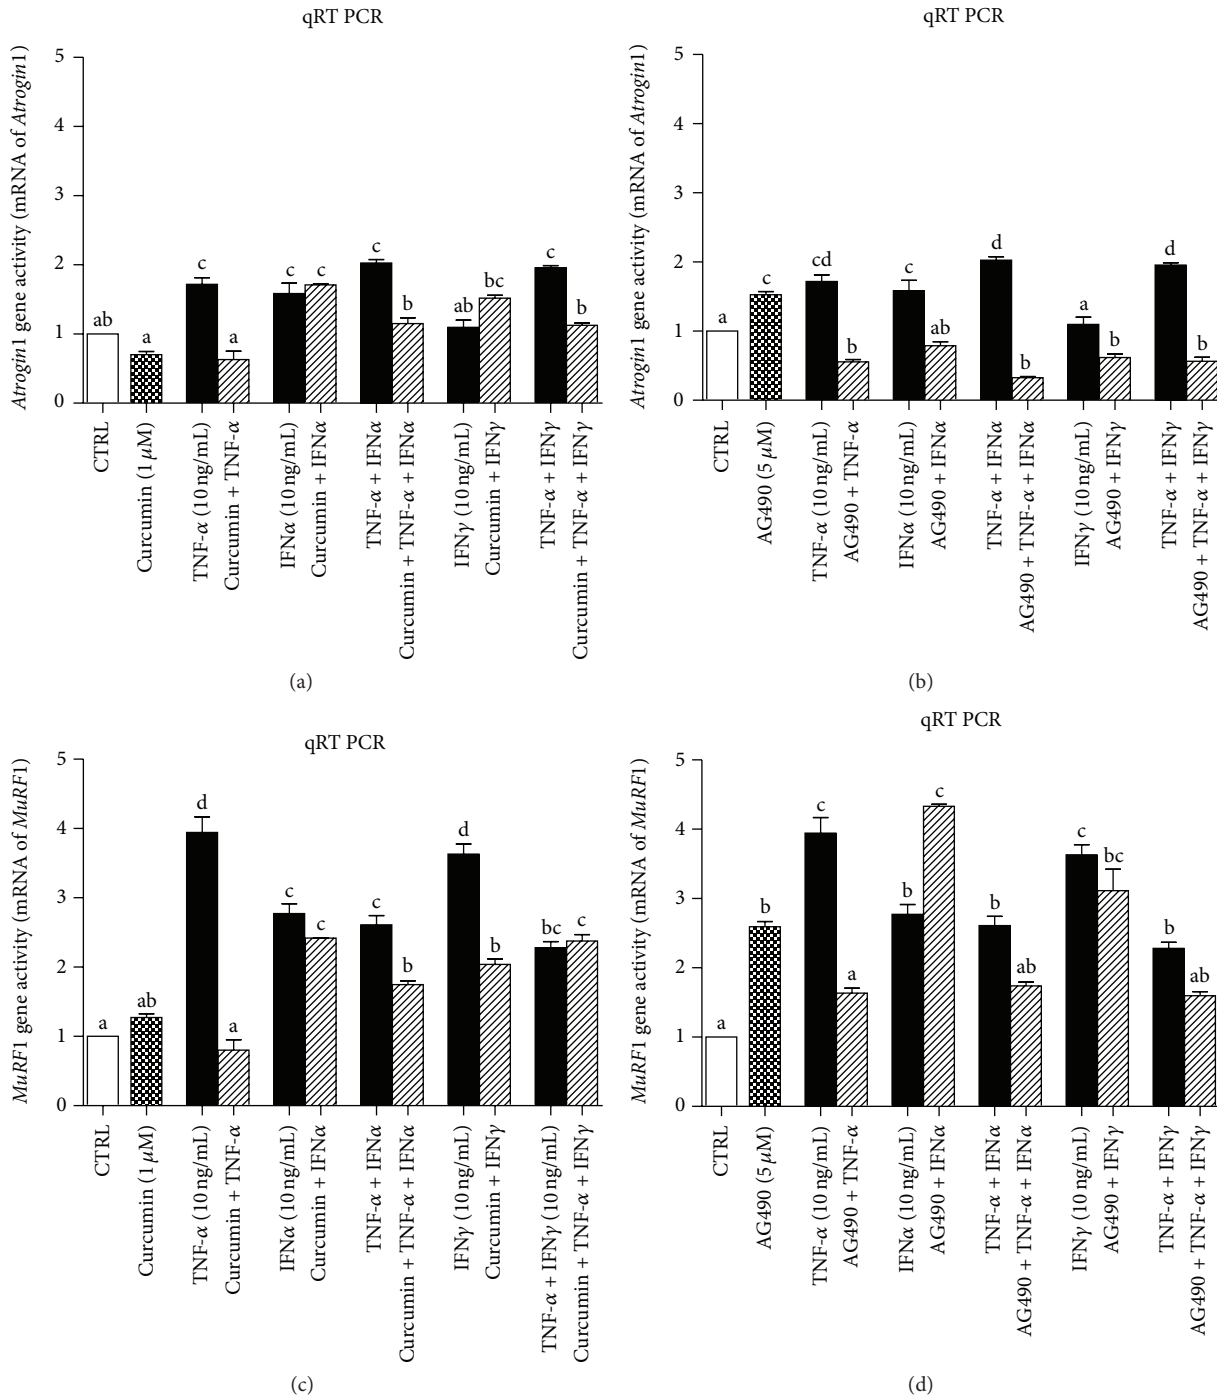 qRT PCR
Atrogin1 gene activity (mRNA of Atrogin1)
5
4
3
2
1
0
ab
a
c
a
c
c
c
b
ab
bc
c
b
CTRL
Curcumin (1 μM)
TNF-α (10 ng/mL)
Curcumin + TNF-α
IFNα (10 ng/mL)
Curcumin + IFNα
TNF-α + IFNα
Curcumin + TNF-α + IFNα
IFNγ (10 ng/mL)
Curcumin + IFNγ
TNF-α + IFNγ
Curcumin + TNF-α + IFNγ
(a)
qRT PCR
Atrogin1 gene activity (mRNA of Atrogin1)
5
4
3
2
1
0
a
c
cd
b
c
ab
d
b
a
b
d
b
CTRL
AG490 (5 μM)
TNF-α (10 ng/mL)
AG490 + TNF-α
IFNα (10 ng/mL)
AG490 + IFNα
TNF-α + IFNα
AG490 + TNF-α + IFNα
IFNγ (10 ng/mL)
AG490 + IFNγ
TNF-α + IFNγ
AG490 + TNF-α + IFNγ
(b)
qRT PCR
MuRF1 gene activity (mRNA of MuRF1)
5
4
3
2
1
0
a
ab
d
a
c
c
c
b
d
b
bc
c
CTRL
Curcumin (1 μM)
TNF-α (10 ng/mL)
Curcumin + TNF-α
IFNα (10 ng/mL)
Curcumin + IFNα
TNF-α + IFNα
Curcumin + TNF-α + IFNα
IFNγ (10 ng/mL)
Curcumin + IFNγ
TNF-α + IFNγ (10 ng/mL)
Curcumin + TNF-α + IFNγ
(c)
qRT PCR
MuRF1 gene activity (mRNA of MuRF1)
5
4
3
2
1
0
a
b
c
a
b
c
b
ab
c
bc
b
ab
CTRL
AG490 (5 μM)
TNF-α (10 ng/mL)
AG490 + TNF-α
IFNα (10 ng/mL)
AG490 + IFNα
TNF-α + IFNα
AG490 + TNF-α + IFNα
IFNγ (10 ng/mL)
AG490 + IFNγ
TNF-α + IFNγ
AG490 + TNF-α + IFNγ
(d)